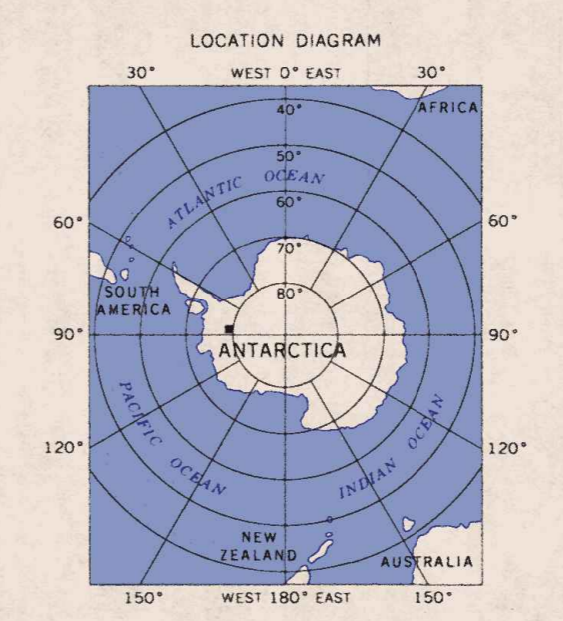 LOCATION DIAGRAM
30° WEST 0° EAST 30°
AFRICA
40°
50°
ATLANTIC OCEAN
60°
60° 60°
70°
80°
SOUTH
AMERICA
90° 90°
ANTARCTICA
PACIFIC OCEAN
INDIAN OCEAN
120° 120°
NEW
ZEALAND
AUSTRALIA
150° WEST 180° EAST 150°